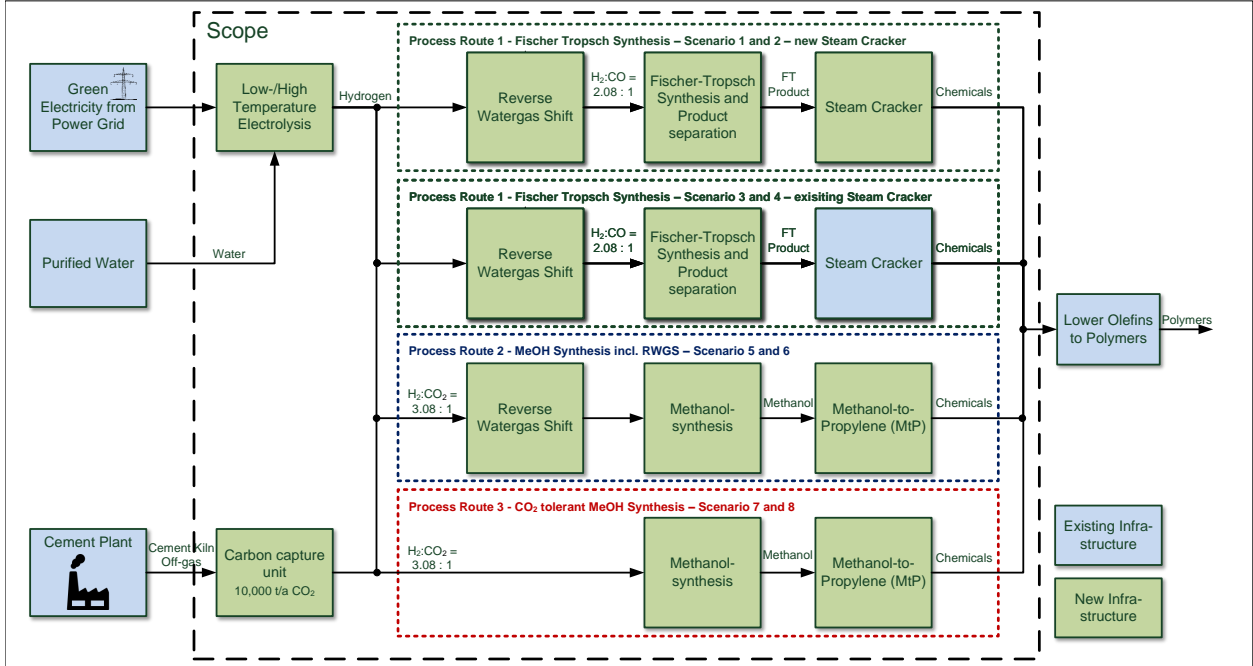 Scope
Green
Electricity from
Power Grid
Low-/High
Temperature
Electrolysis
Hydrogen
Purified Water
Water
Cement Plant
Cement Kiln
Off-gas
Carbon capture
unit
10,000 t/a CO₂
Process Route 1 - Fischer Tropsch Synthesis – Scenario 1 and 2 – new Steam Cracker
Reverse
Watergas Shift
H₂:CO =
2.08 : 1
Fischer-Tropsch
Synthesis and
Product
separation
FT
Product
Steam Cracker
Chemicals
Process Route 1 - Fischer Tropsch Synthesis – Scenario 3 and 4 – exisiting Steam Cracker
Reverse
Watergas Shift
H₂:CO =
2.08 : 1
Fischer-Tropsch
Synthesis and
Product
separation
FT
Product
Steam Cracker
Chemicals
Process Route 2 - MeOH Synthesis incl. RWGS – Scenario 5 and 6
H₂:CO₂ =
3.08 : 1
Reverse
Watergas Shift
Methanol-
synthesis
Methanol
Methanol-to-
Propylene (MtP)
Chemicals
Process Route 3 - CO₂ tolerant MeOH Synthesis – Scenario 7 and 8
H₂:CO₂ =
3.08 : 1
Methanol-
synthesis
Methanol
Methanol-to-
Propylene (MtP)
Chemicals
Lower Olefins
to Polymers
Polymers
Existing Infra-
structure
New Infra-
structure